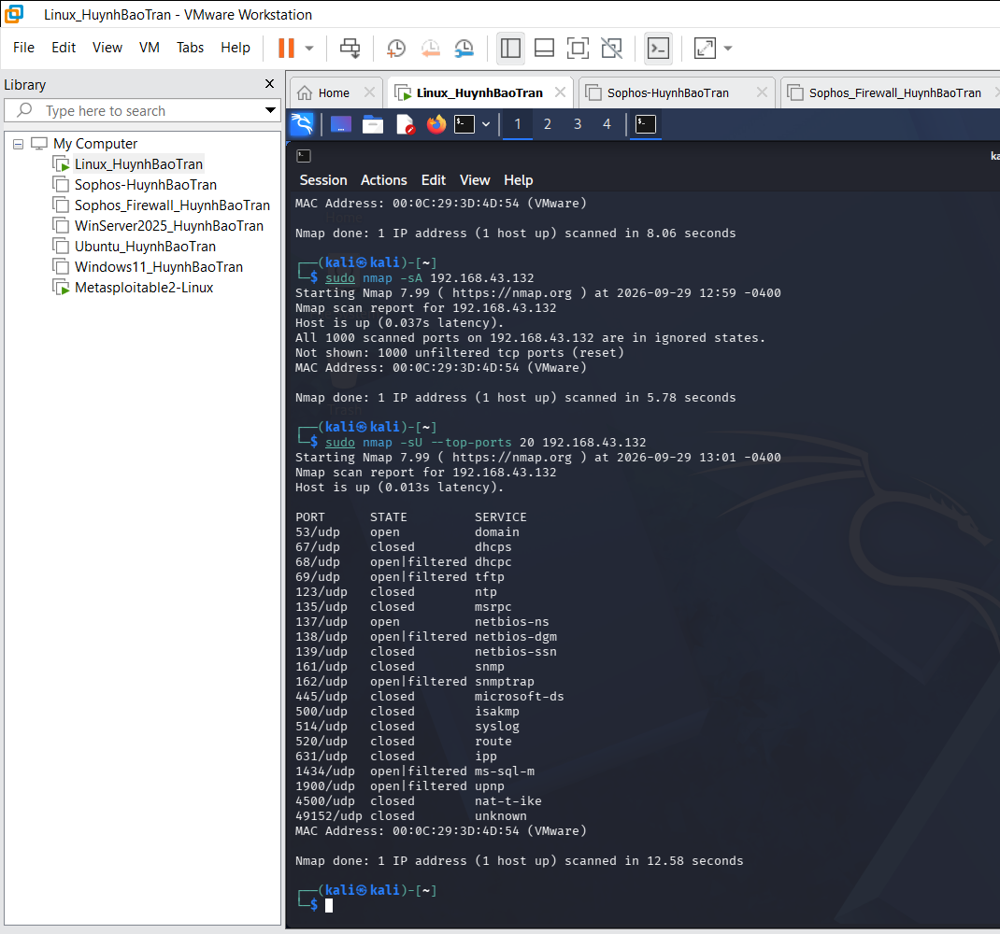 Linux_HuynhBaoTran - VMware Workstation
File Edit View VM Tabs Help
Library
Type here to search
My Computer
Linux_HuynhBaoTran
Sophos-HuynhBaoTran
Sophos_Firewall_HuynhBaoTran
WinServer2025_HuynhBaoTran
Ubuntu_HuynhBaoTran
Windows11_HuynhBaoTran
Metasploitable2-Linux
Home Linux_HuynhBaoTran Sophos-HuynhBaoTran Sophos_Firewall_HuynhBaoTran
1 2 3 4
ka
Session Actions Edit View Help
MAC Address: 00:0C:29:3D:4D:54 (VMware)
Nmap done: 1 IP address (1 host up) scanned in 8.06 seconds
┌──(kali㉿kali)-[~]
└─$ sudo nmap -sA 192.168.43.132
Starting Nmap 7.99 ( https://nmap.org ) at 2026-09-29 12:59 -0400
Nmap scan report for 192.168.43.132
Host is up (0.037s latency).
All 1000 scanned ports on 192.168.43.132 are in ignored states.
Not shown: 1000 unfiltered tcp ports (reset)
MAC Address: 00:0C:29:3D:4D:54 (VMware)
Nmap done: 1 IP address (1 host up) scanned in 5.78 seconds
Trash
┌──(kali㉿kali)-[~]
└─$ sudo nmap -sU --top-ports 20 192.168.43.132
Starting Nmap 7.99 ( https://nmap.org ) at 2026-09-29 13:01 -0400
Nmap scan report for 192.168.43.132
Host is up (0.013s latency).
PORT STATE SERVICE
53/udp open domain
67/udp closed dhcps
68/udp open|filtered dhcpc
69/udp open|filtered tftp
123/udp closed ntp
135/udp closed msrpc
137/udp open netbios-ns
138/udp open|filtered netbios-dgm
139/udp closed netbios-ssn
161/udp closed snmp
162/udp open|filtered snmptrap
445/udp closed microsoft-ds
500/udp closed isakmp
514/udp closed syslog
520/udp closed route
631/udp closed ipp
1434/udp open|filtered ms-sql-m
1900/udp open|filtered upnp
4500/udp closed nat-t-ike
49152/udp closed unknown
MAC Address: 00:0C:29:3D:4D:54 (VMware)
Nmap done: 1 IP address (1 host up) scanned in 12.58 seconds
┌──(kali㉿kali)-[~]
└─$